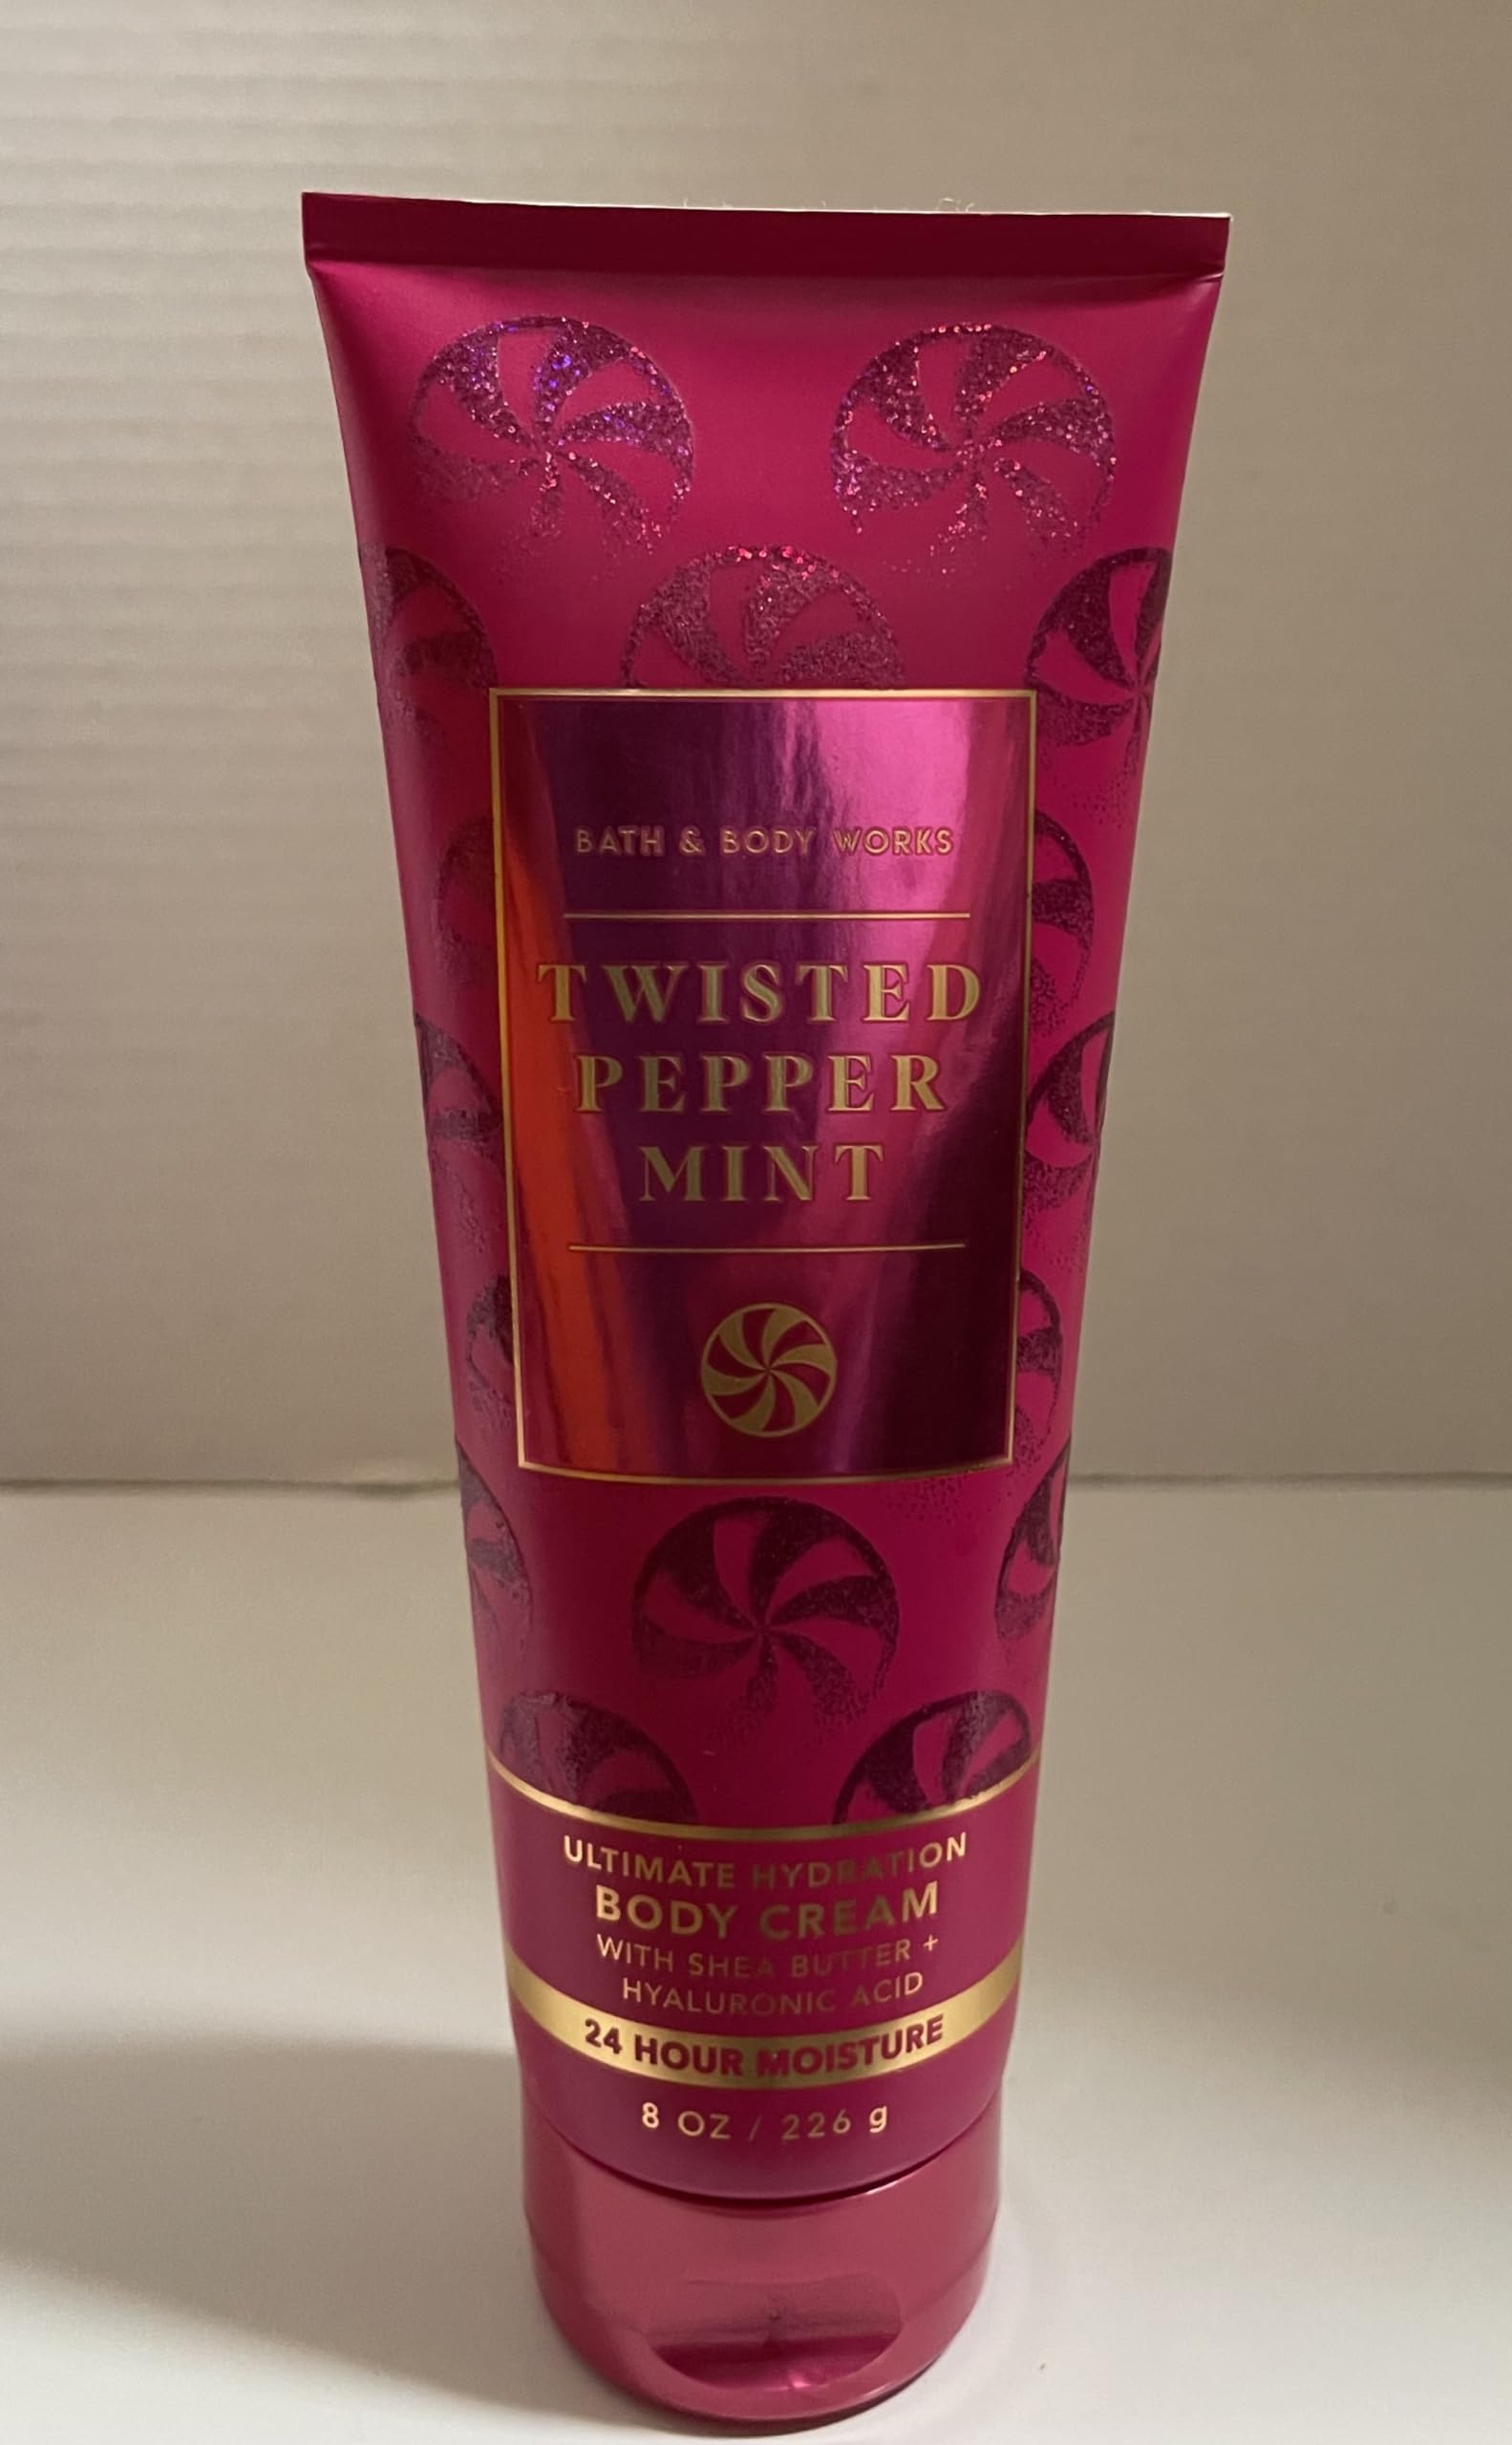 BATH & BODY WORKS
TWISTED
PEPPER
MINT
ULTIMATE HYDRATION
BODY CREAM
WITH SHEA BUTTER +
HYALURONIC ACID
24 HOUR MOISTURE
8 OZ / 226 g